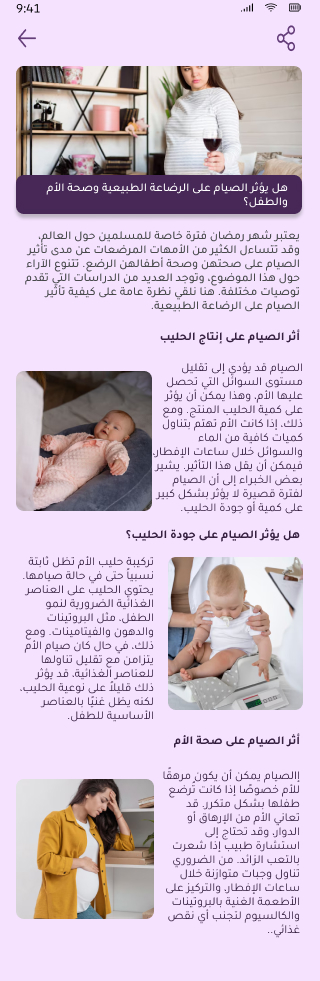 9:41
هل يؤثر الصيام على الرضاعة الطبيعية وصحة الأم
والطفل؟
يعتبر شهر رمضان فترة خاصة للمسلمين حول العالم،
وقد تتساءل الكثير من الأمهات المرضعات عن مدى تأثير
الصيام على صحتهن وصحة أطفالهن الرضع. تتنوع الآراء
حول هذا الموضوع، وتوجد العديد من الدراسات التي تقدم
توصيات مختلفة. هنا نلقي نظرة عامة على كيفية تأثير
الصيام على الرضاعة الطبيعية.
أثر الصيام على إنتاج الحليب
الصيام قد يؤدي إلى تقليل
مستوى السوائل التي تحصل
عليها الأم، وهذا يمكن أن يؤثر
على كمية الحليب المنتج. ومع
ذلك، إذا كانت الأم تهتم بتناول
كميات كافية من الماء
والسوائل خلال ساعات الإفطار،
فيمكن أن يقل هذا التأثير. يشير
بعض الخبراء إلى أن الصيام
لفترة قصيرة لا يؤثر بشكل كبير
على كمية أو جودة الحليب.
هل يؤثر الصيام على جودة الحليب؟
تركيبة حليب الأم تظل ثابتة
نسبياً حتى في حالة صيامها.
يحتوي الحليب على العناصر
الغذائية الضرورية لنمو
الطفل، مثل البروتينات
والدهون والفيتامينات. ومع
ذلك، في حال كان صيام الأم
يتزامن مع تقليل تناولها
للعناصر الغذائية، قد يؤثر
ذلك قليلاً على نوعية الحليب،
لكنه يظل غنيًا بالعناصر
الأساسية للطفل.
أثر الصيام على صحة الأم
االصيام يمكن أن يكون مرهقًا
للأم خصوصًا إذا كانت تُرضع
طفلها بشكل متكرر. قد
تعاني الأم من الإرهاق أو
الدوار، وقد تحتاج إلى
استشارة طبيب إذا شعرت
بالتعب الزائد. من الضروري
تناول وجبات متوازنة خلال
ساعات الإفطار، والتركيز على
الأطعمة الغنية بالبروتينات
والكالسيوم لتجنب أي نقص
غذائي..